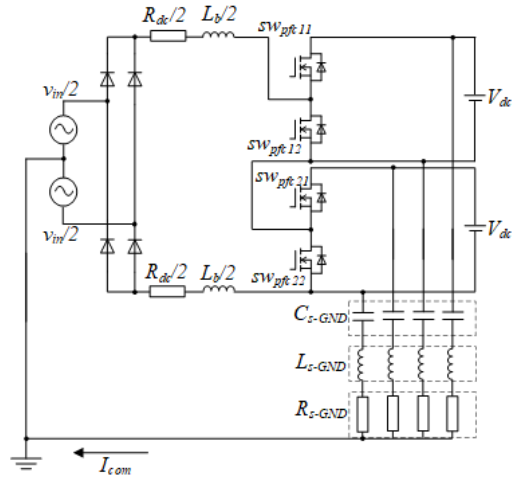 R_dc/2 L_b/2 sw_pfc11
v_in/2
V_dc
sw_pfc12
sw_pfc21
v_in/2
V_dc
R_dc/2 L_b/2 sw_pfc22
C_s-GND
L_s-GND
R_s-GND
I_com